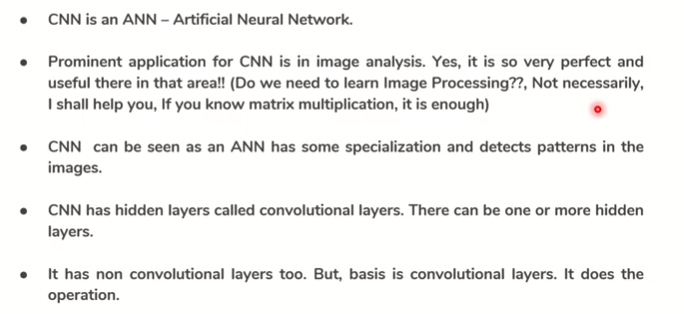 • CNN is an ANN – Artificial Neural Network.
• Prominent application for CNN is in image analysis. Yes, it is so very perfect and
useful there in that area!! (Do we need to learn Image Processing??, Not necessarily,
I shall help you, If you know matrix multiplication, it is enough)
• CNN can be seen as an ANN has some specialization and detects patterns in the
images.
• CNN has hidden layers called convolutional layers. There can be one or more hidden
layers.
• It has non convolutional layers too. But, basis is convolutional layers. It does the
operation.